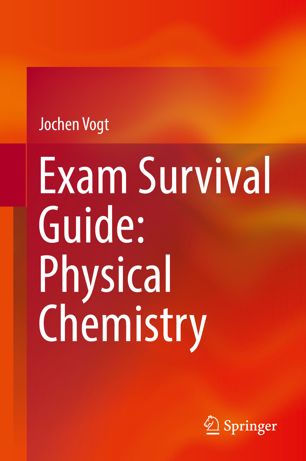 Jochen Vogt
Exam Survival
Guide:
Physical
Chemistry
Springer